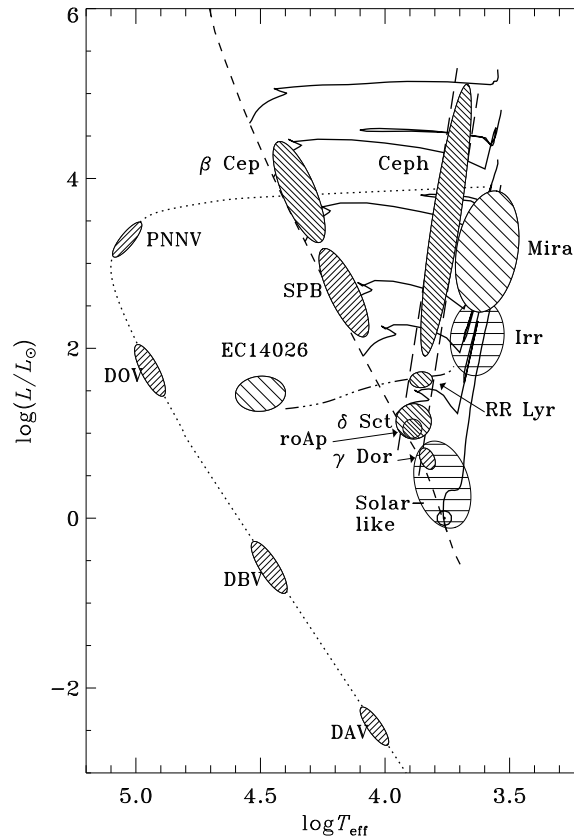 6
4
2
0
−2
log(L/L⊙)
β Cep
Ceph
PNNV
Mira
SPB
Irr
EC14026
DOV
RR Lyr
δ Sct
roAp
γ Dor
Solar−
like
DBV
DAV
5.0 4.5 4.0 3.5
logTeff